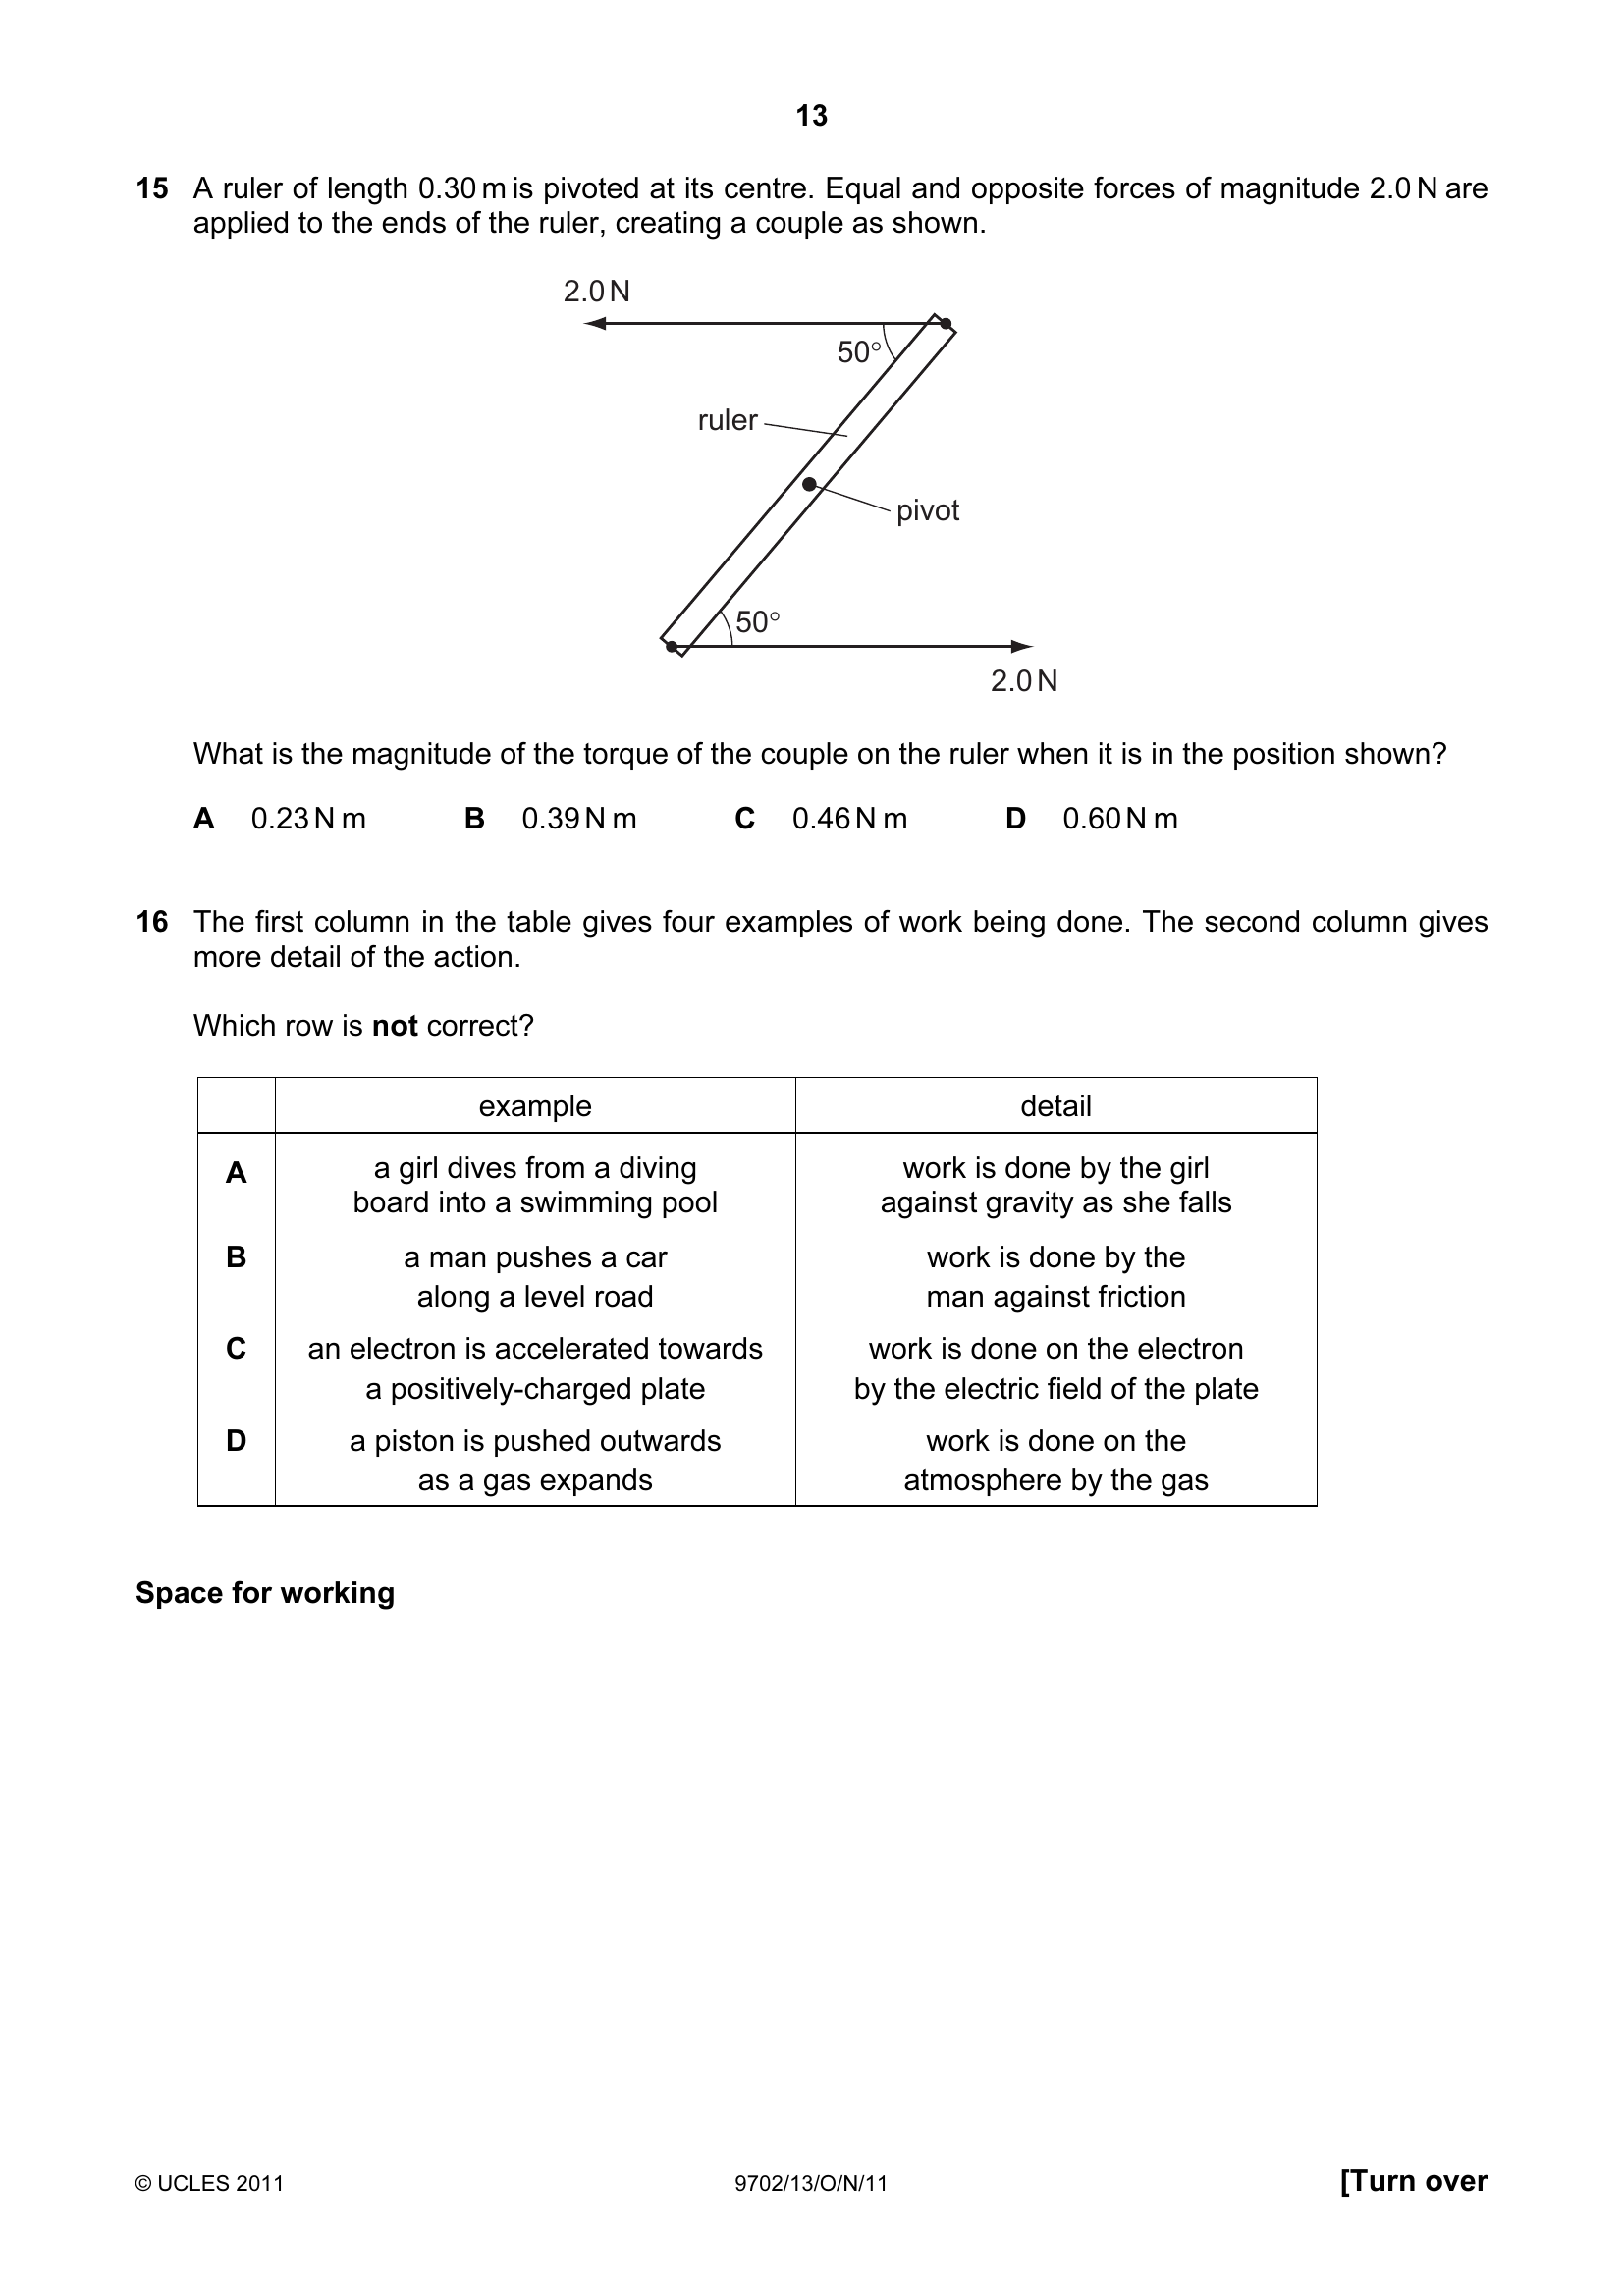 13
15 A ruler of length 0.30 m is pivoted at its centre. Equal and opposite forces of magnitude 2.0 N are
applied to the ends of the ruler, creating a couple as shown.
2.0 N
50°
ruler
pivot
50°
2.0 N
What is the magnitude of the torque of the couple on the ruler when it is in the position shown?
A 0.23 N m B 0.39 N m C 0.46 N m D 0.60 N m
16 The first column in the table gives four examples of work being done. The second column gives
more detail of the action.
Which row is not correct?
example detail
A a girl dives from a diving work is done by the girl
board into a swimming pool against gravity as she falls
B a man pushes a car work is done by the
along a level road man against friction
C an electron is accelerated towards work is done on the electron
a positively-charged plate by the electric field of the plate
D a piston is pushed outwards work is done on the
as a gas expands atmosphere by the gas
Space for working
© UCLES 2011 9702/13/O/N/11 [Turn over